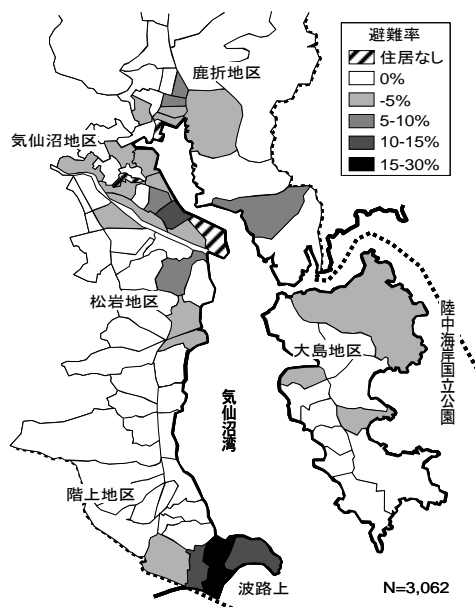 避難率
住居なし
0%
-5%
5-10%
10-15%
15-30%
鹿折地区
気仙沼地区
松岩地区
大島地区
陸中海岸国立公園
気仙沼湾
階上地区
波路上
N=3,062